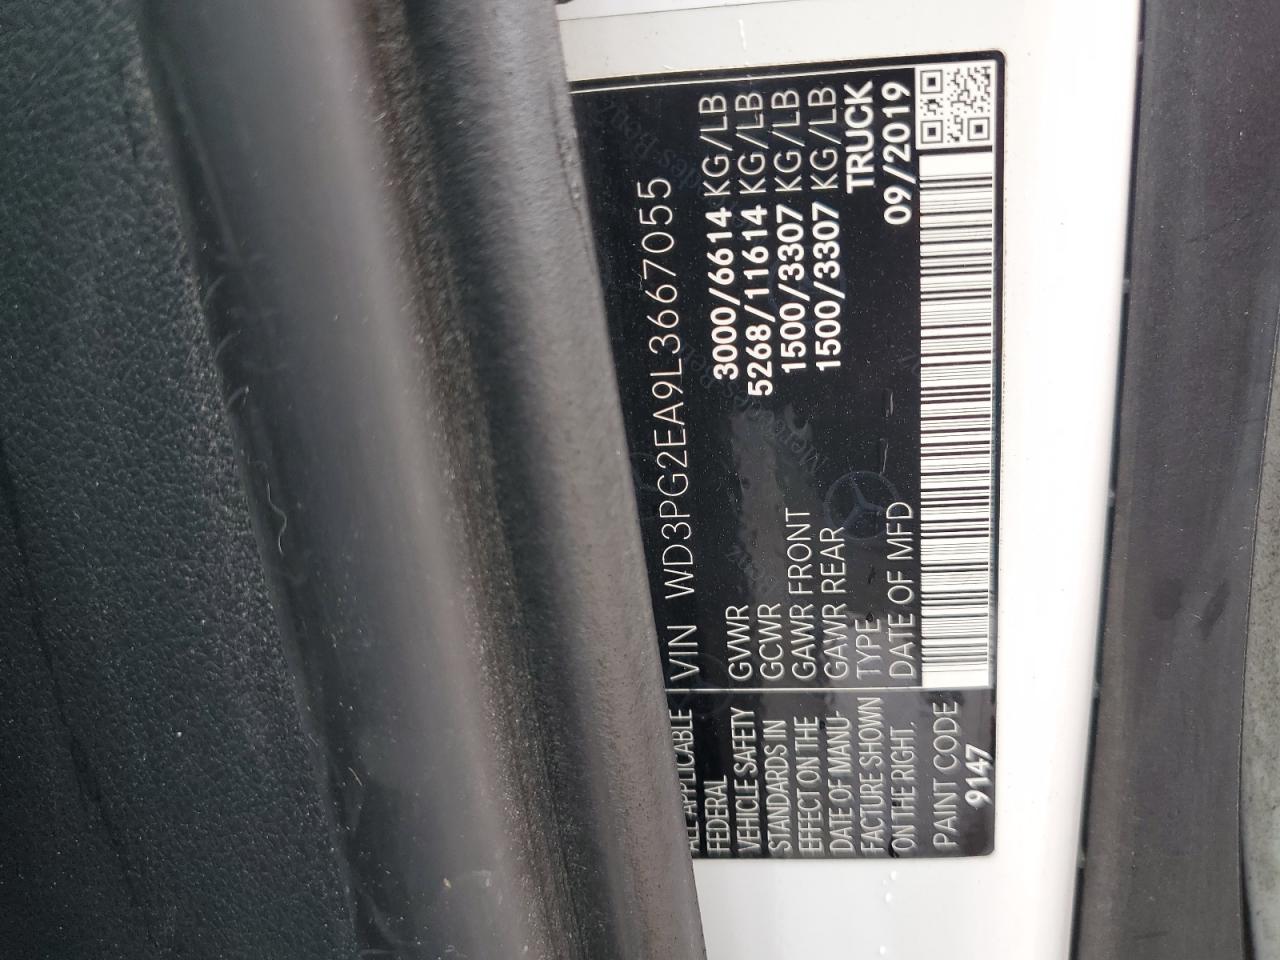 ALL APPLICABLE
FEDERAL
VEHICLE SAFETY
STANDARDS IN
EFFECT ON THE
DATE OF MANU-
FACTURE SHOWN
ON THE RIGHT.
PAINT CODE
9147
VIN WD3PG2EA9L3667055
GVWR 3000/6614 KG/LB
GCWR 5268/11614 KG/LB
GAWR FRONT 1500/3307 KG/LB
GAWR REAR 1500/3307 KG/LB
TYPE TRUCK
DATE OF MFD 09/2019
Mercedes-Benz